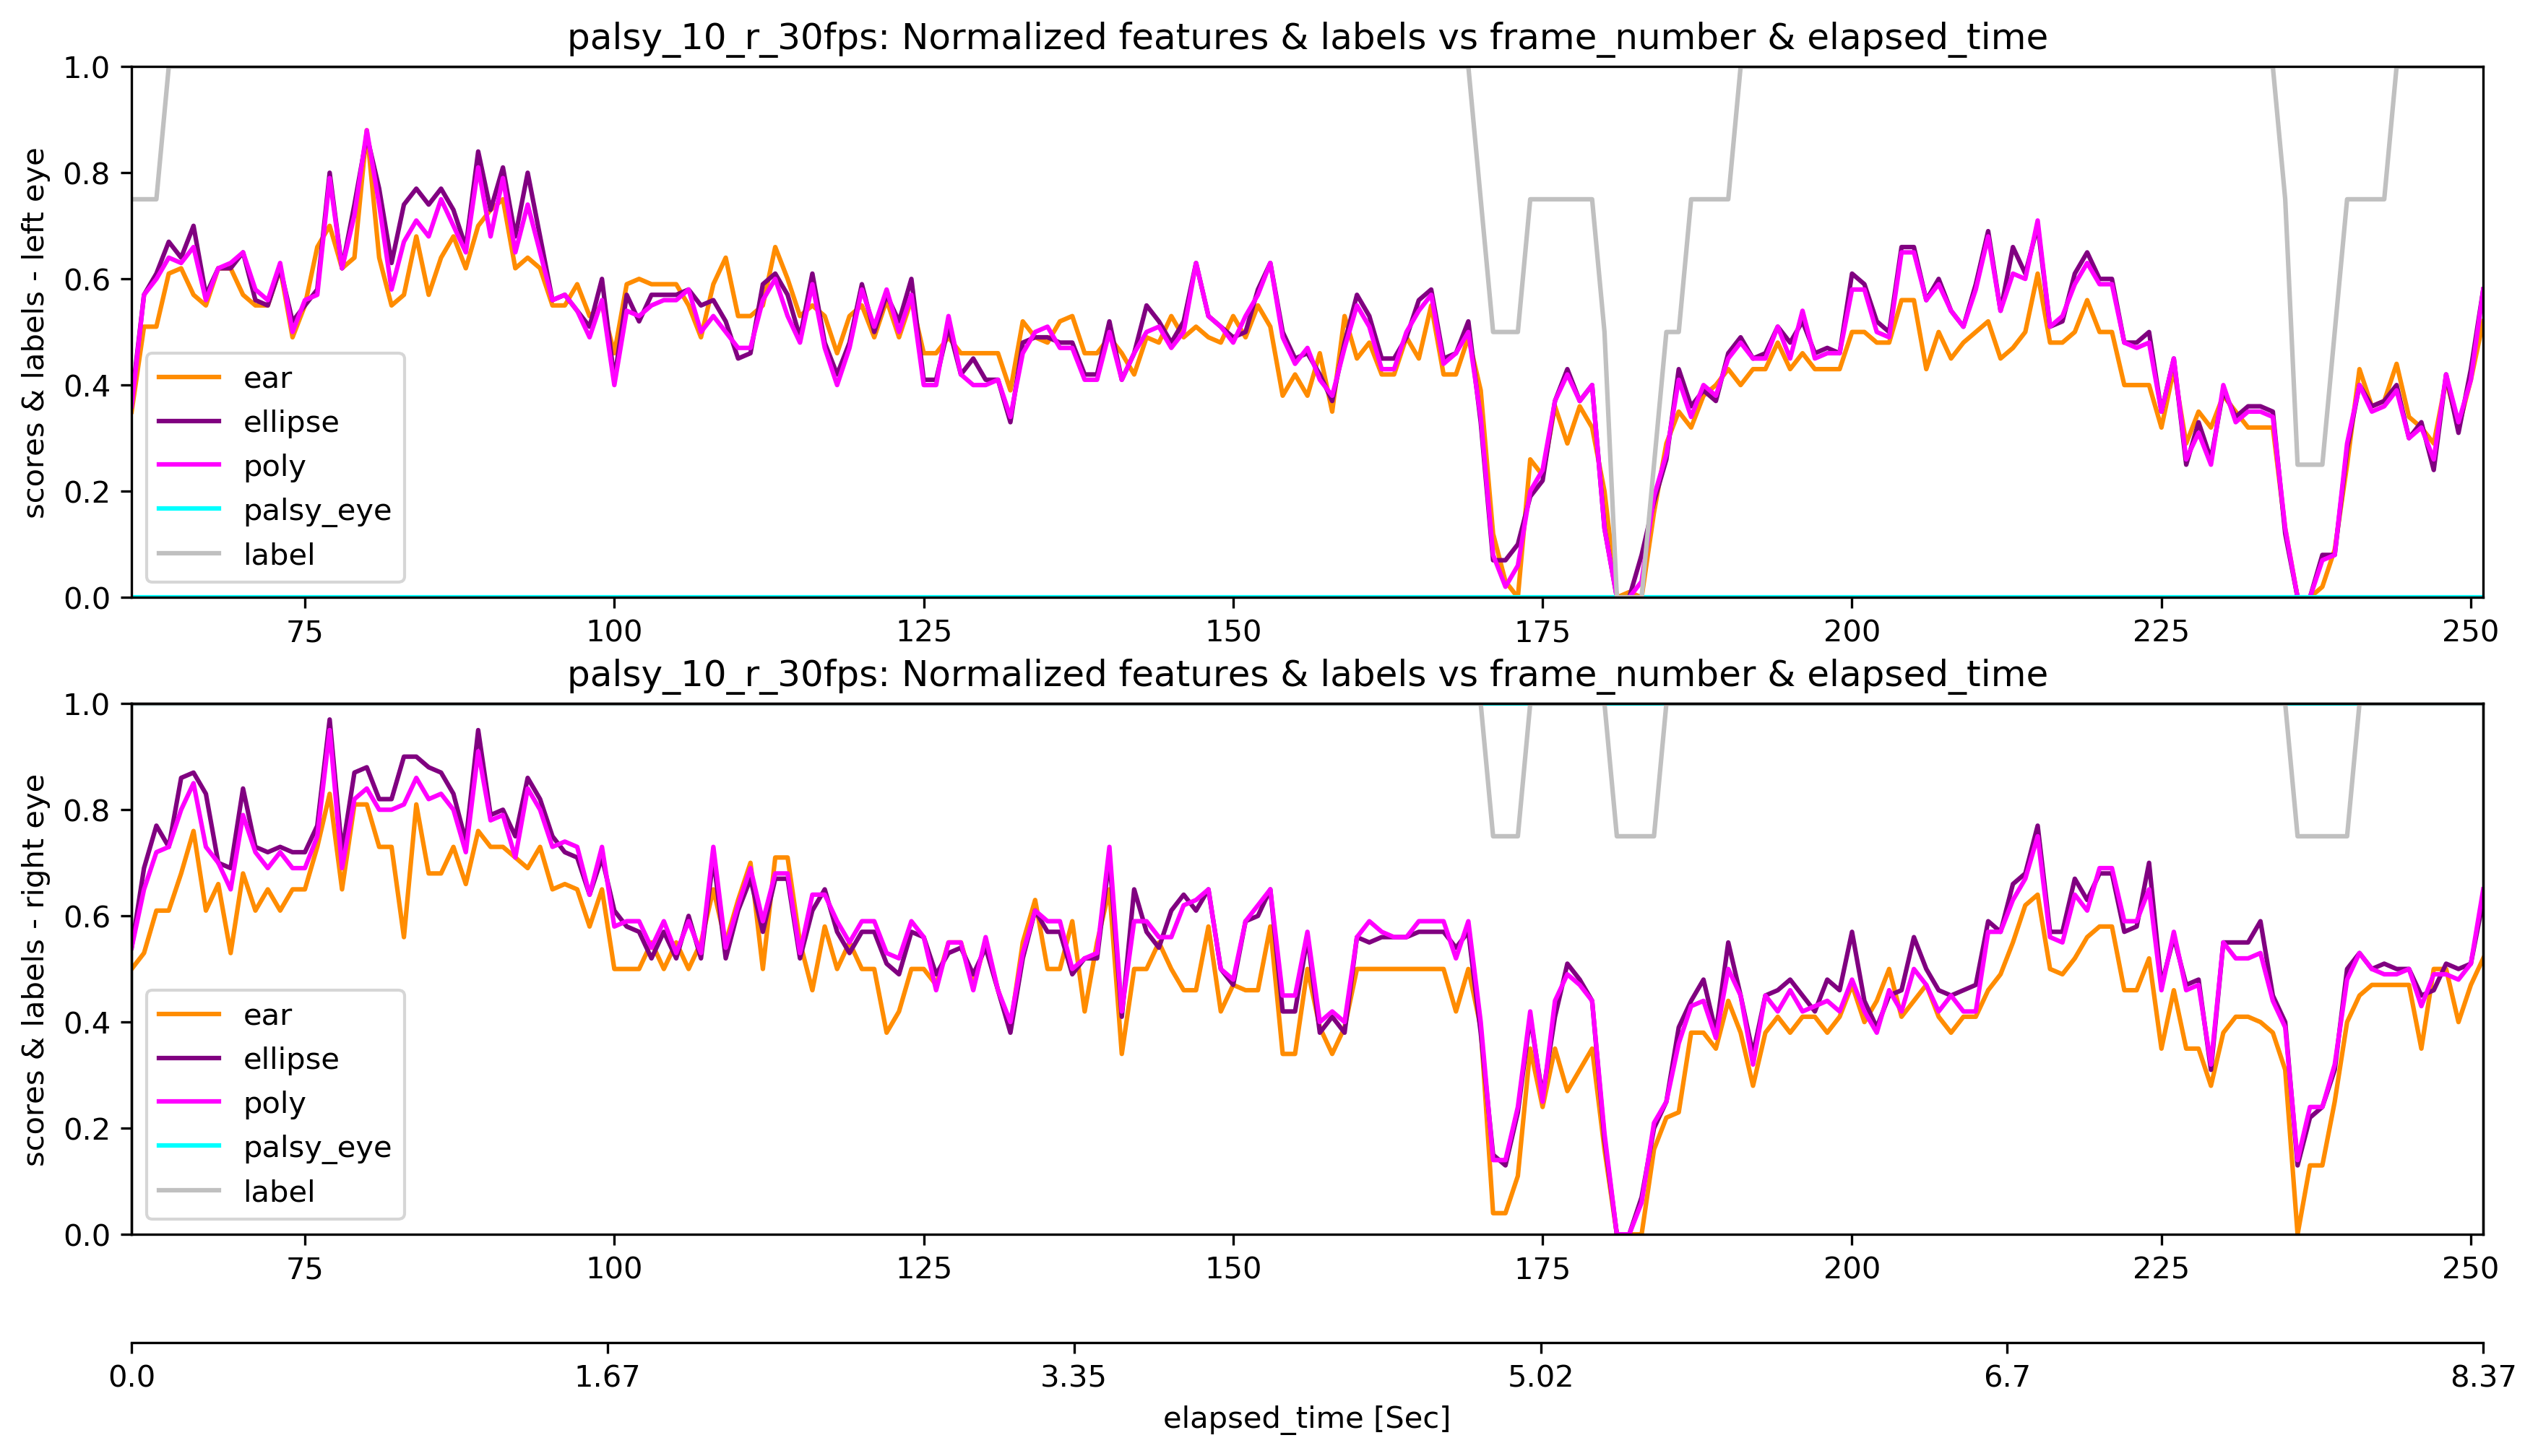 palsy_10_r_30fps: Normalized features & labels vs frame_number & elapsed_time
scores & labels - left eye
1.0
0.8
0.6
0.4
0.2
0.0
ear
ellipse
poly
palsy_eye
label
75 100 125 150 175 200 225 250
palsy_10_r_30fps: Normalized features & labels vs frame_number & elapsed_time
scores & labels - right eye
1.0
0.8
0.6
0.4
0.2
0.0
ear
ellipse
poly
palsy_eye
label
75 100 125 150 175 200 225 250
0.0 1.67 3.35 5.02 6.7 8.37
elapsed_time [Sec]